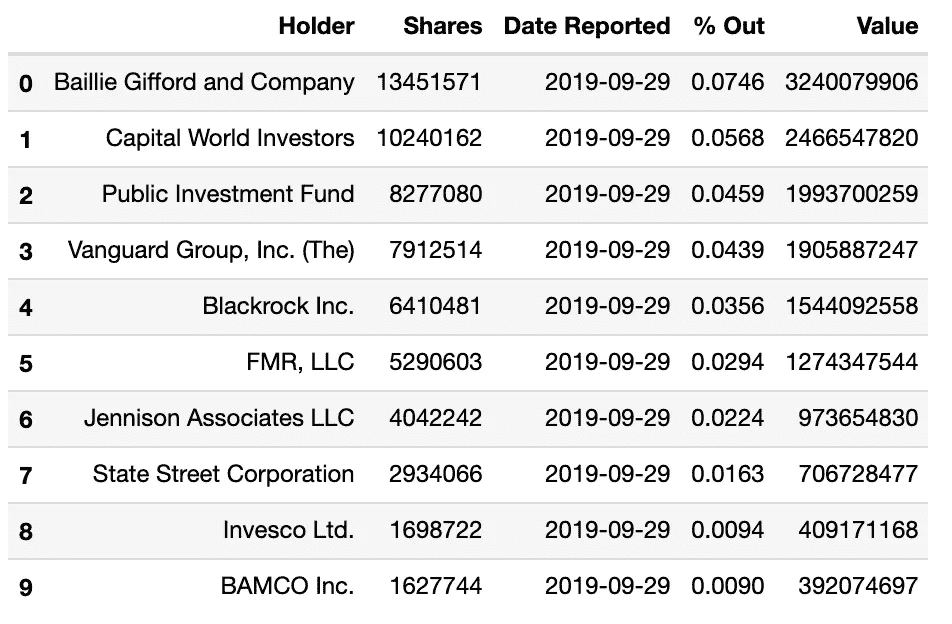 Holder Shares Date Reported % Out Value
0 Baillie Gifford and Company 13451571 2019-09-29 0.0746 3240079906
1 Capital World Investors 10240162 2019-09-29 0.0568 2466547820
2 Public Investment Fund 8277080 2019-09-29 0.0459 1993700259
3 Vanguard Group, Inc. (The) 7912514 2019-09-29 0.0439 1905887247
4 Blackrock Inc. 6410481 2019-09-29 0.0356 1544092558
5 FMR, LLC 5290603 2019-09-29 0.0294 1274347544
6 Jennison Associates LLC 4042242 2019-09-29 0.0224 973654830
7 State Street Corporation 2934066 2019-09-29 0.0163 706728477
8 Invesco Ltd. 1698722 2019-09-29 0.0094 409171168
9 BAMCO Inc. 1627744 2019-09-29 0.0090 392074697